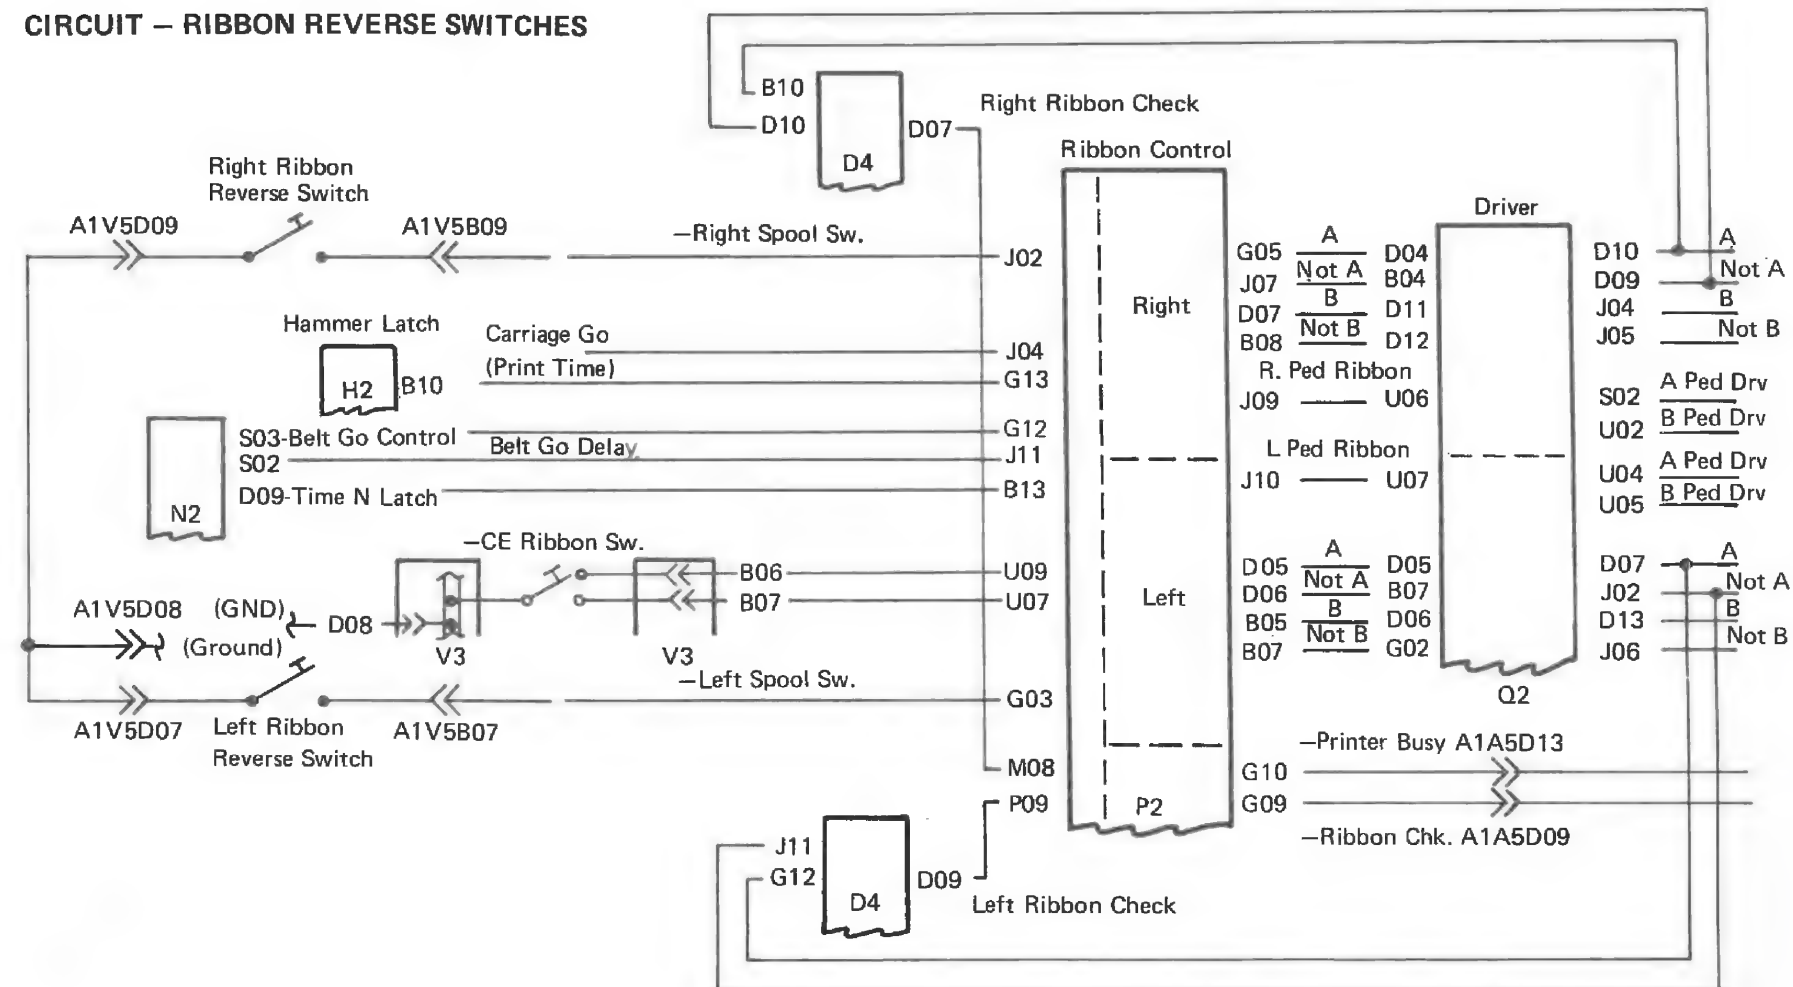 CIRCUIT – RIBBON REVERSE SWITCHES
B10
D10
D4
D07
Right Ribbon Check
Ribbon Control
Right Ribbon
Reverse Switch
A1V5D09
A1V5B09
–Right Spool Sw.
J02
Hammer Latch
H2
B10
Carriage Go
(Print Time)
J04
G13
N2
S03-Belt Go Control
S02
Belt Go Delay
D09-Time N Latch
G12
J11
B13
–CE Ribbon Sw.
A1V5D08
(GND)
(Ground)
D08
V3
V3
B06
B07
U09
U07
–Left Spool Sw.
G03
A1V5D07
Left Ribbon
Reverse Switch
A1V5B07
M08
P09
J11
G12
D4
D09
Left Ribbon Check
Right
Left
P2
Driver
G05 A D04
J07 Not A B04
D07 B D11
B08 Not B D12
R. Ped Ribbon
J09 U06
L Ped Ribbon
J10 U07
D05 A D05
D06 Not A B07
B05 B D06
B07 Not B G02
Q2
D10 A
D09 Not A
J04 B
J05 Not B
S02 A Ped Drv
U02 B Ped Drv
U04 A Ped Drv
U05 B Ped Drv
D07 A
J02 Not A
D13 B
J06 Not B
–Printer Busy A1A5D13
G10
G09
–Ribbon Chk. A1A5D09